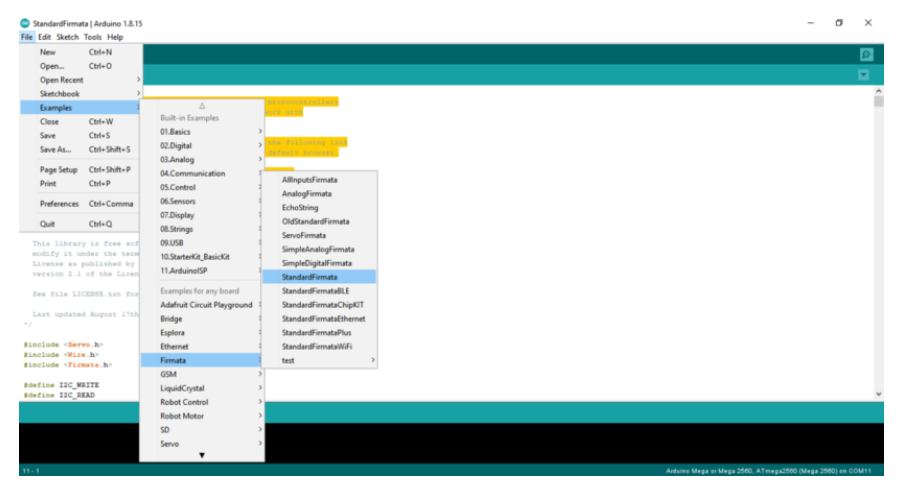 StandardFirmata | Arduino 1.8.15
File Edit Sketch Tools Help
New Ctrl+N
Open... Ctrl+O
Open Recent
Sketchbook
Examples
Close Ctrl+W
Save Ctrl+S
Save As... Ctrl+Shift+S
Page Setup Ctrl+Shift+P
Print Ctrl+P
Preferences Ctrl+Comma
Quit Ctrl+Q
Built-in Examples
01.Basics
02.Digital
03.Analog
04.Communication
05.Control
06.Sensors
07.Display
08.Strings
09.USB
10.StarterKit_BasicKit
11.ArduinoISP
Examples for any board
Adafruit Circuit Playground
Bridge
Esplora
Ethernet
Firmata
GSM
LiquidCrystal
Robot Control
Robot Motor
SD
Servo
AllInputsFirmata
AnalogFirmata
EchoString
OldStandardFirmata
ServoFirmata
SimpleAnalogFirmata
SimpleDigitalFirmata
StandardFirmata
StandardFirmataBLE
StandardFirmataChipKIT
StandardFirmataEthernet
StandardFirmataPlus
StandardFirmataWiFi
test
microcontrollers
the following link
default browser.
This library is free sof
modify it under the term
License as published by
version 2.1 of the Licen
See file LICENSE.txt for
Last updated August 17th
*/
#include <Servo.h>
#include <Wire.h>
#include <Firmata.h>
#define I2C_WRITE
#define I2C_READ
11 - 1
Arduino Mega or Mega 2560, ATmega2560 (Mega 2560) on COM11